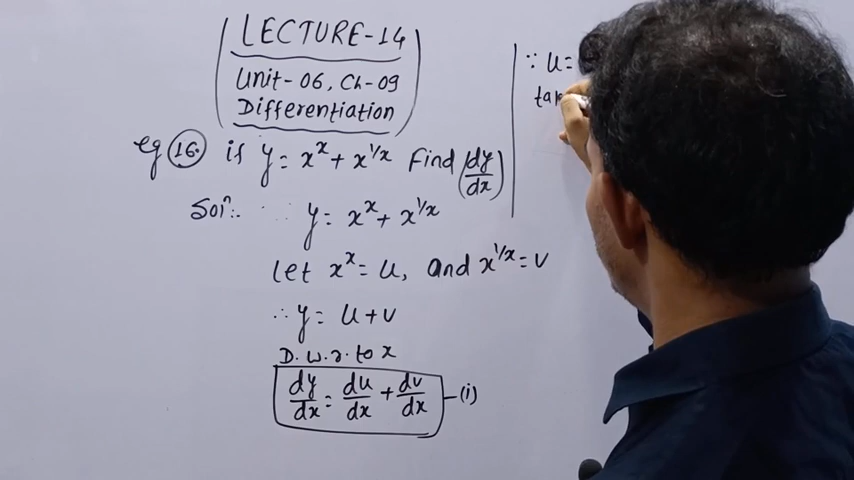 LECTURE-14
Unit-06, Ch-09
Differentiation
eg 16. is y = x^x + x^1/x Find (dy/dx)
Sol^n:. ∵ y = x^x + x^1/x
Let x^x = u, and x^1/x = v
∴ y = u+v
D. w. r. to x
dy/dx = du/dx + dv/dx —(i)
∵ u =